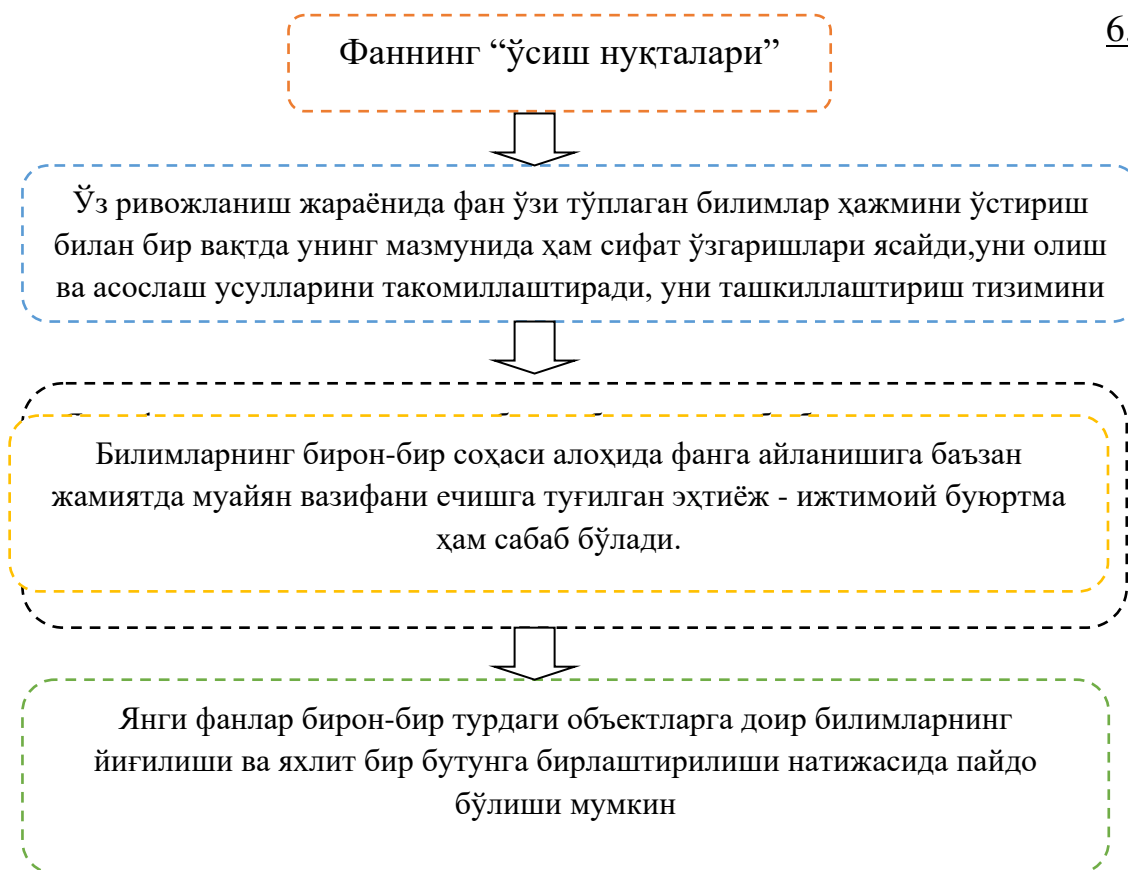 6.
Фаннинг “ўсиш нуқталари”
Ўз ривожланиш жараёнида фан ўзи тўплаган билимлар ҳажмини ўстириш
билан бир вақтда унинг мазмунида ҳам сифат ўзгаришлари ясайди,уни олиш
ва асослаш усулларини такомиллаштиради, уни ташкиллаштириш тизимини
Билимларнинг бирон-бир соҳаси алоҳида фанга айланишига баъзан
жамиятда муайян вазифани ечишга туғилган эҳтиёж - ижтимоий буюртма
ҳам сабаб бўлади.
Янги фанлар бирон-бир турдаги объектларга доир билимларнинг
йиғилиши ва яхлит бир бутунга бирлаштирилиши натижасида пайдо
бўлиши мумкин